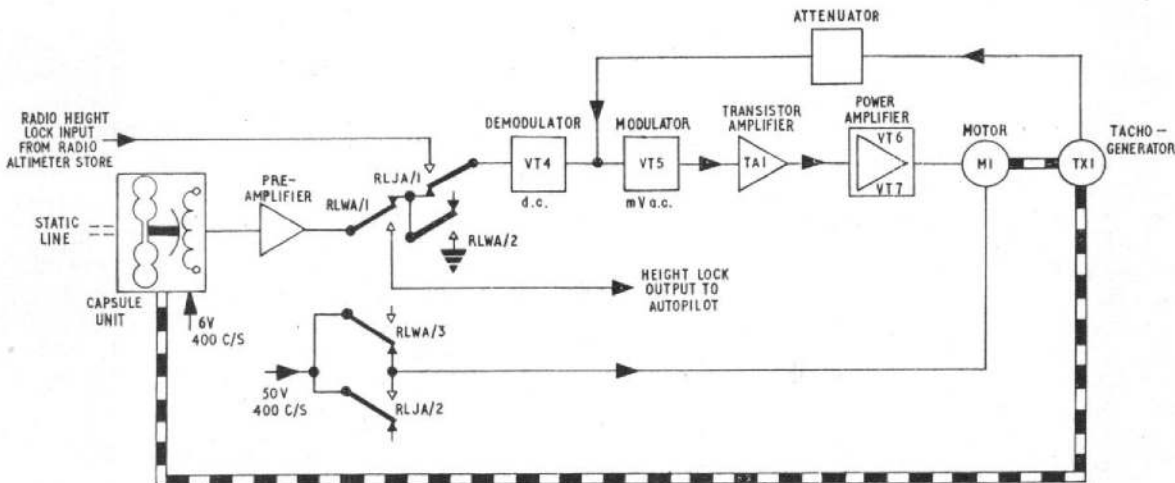 ATTENUATOR
RADIO HEIGHT
LOCK INPUT
FROM RADIO
ALTIMETER STORE
DEMODULATOR
VT4
d.c.
MODULATOR
VT5
mV a.c.
TRANSISTOR
AMPLIFIER
TA1
POWER
AMPLIFIER
VT6
VT7
MOTOR
M1
TACHO-
GENERATOR
TX1
PRE-
AMPLIFIER
RLJA/1
RLWA/1
RLWA/2
STATIC
LINE
CAPSULE
UNIT
6V
400 C/S
HEIGHT LOCK
OUTPUT TO
AUTOPILOT
RLWA/3
50V
400 C/S
RLJA/2